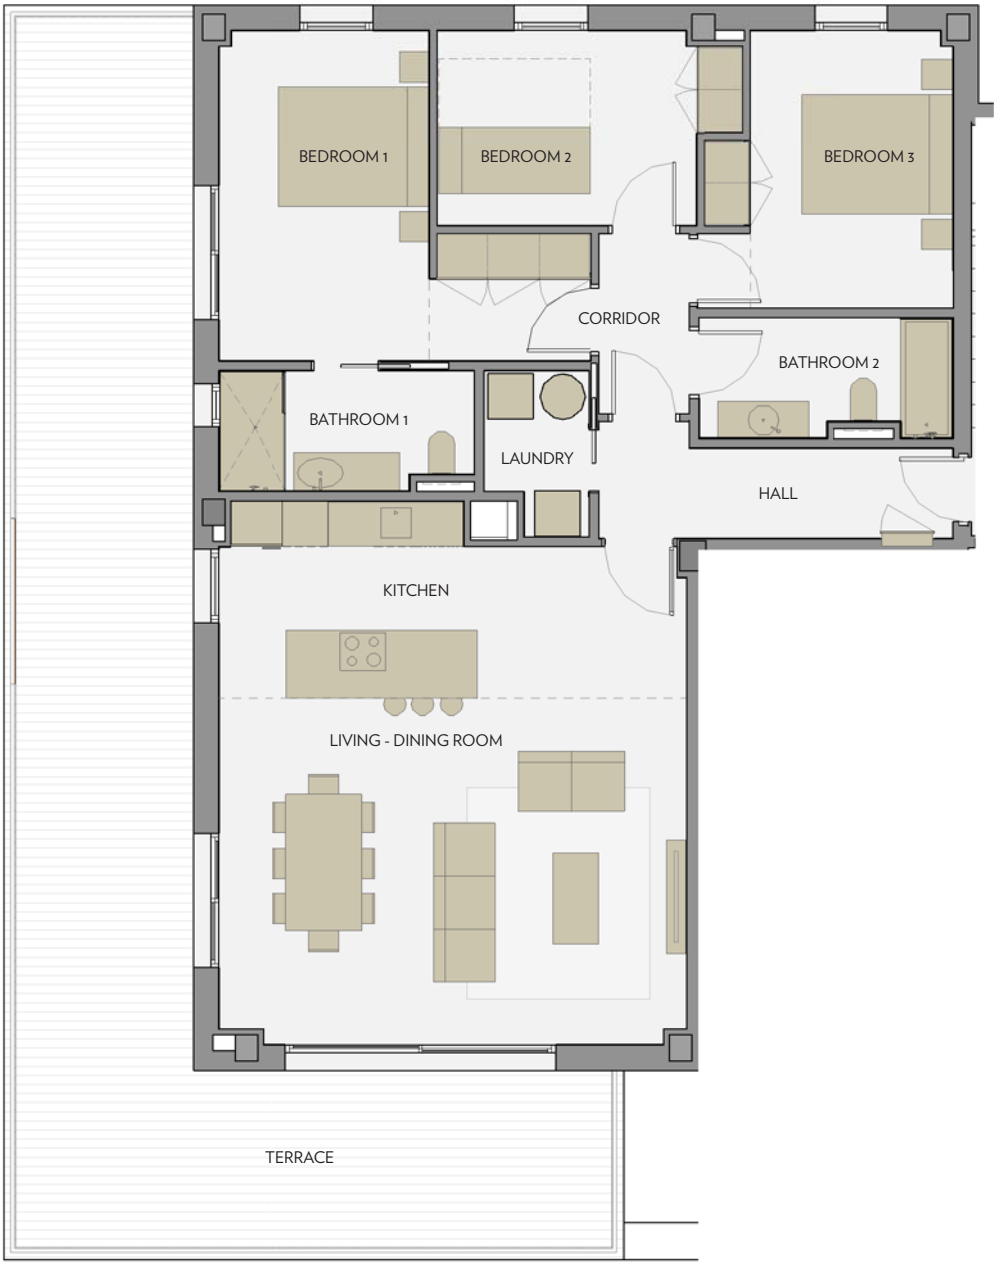 BEDROOM 1
BEDROOM 2
BEDROOM 3
CORRIDOR
BATHROOM 2
BATHROOM 1
LAUNDRY
HALL
KITCHEN
LIVING - DINING ROOM
TERRACE